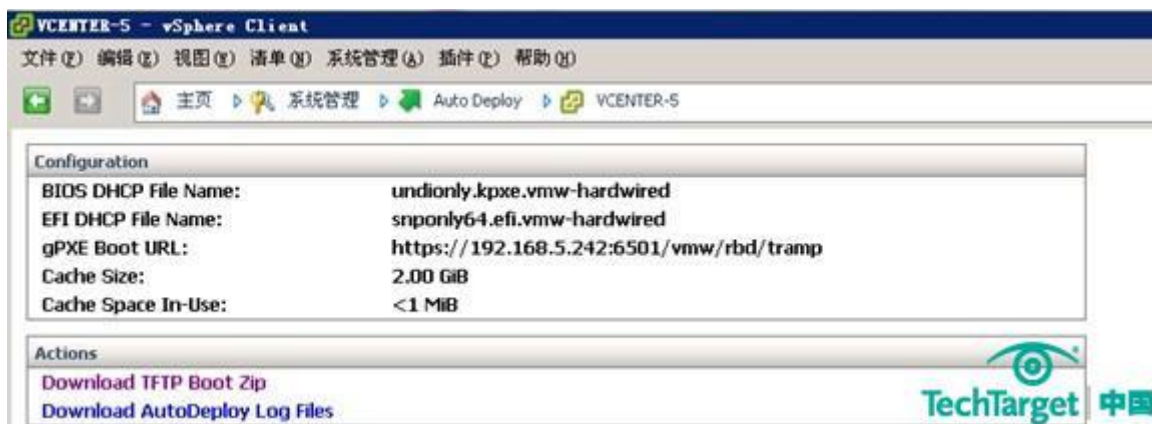 VCENTER-5 - vSphere Client
文件(F) 编辑(E) 视图(V) 清单(N) 系统管理(A) 插件(P) 帮助(H)
主页 系统管理 Auto Deploy VCENTER-5
Configuration
BIOS DHCP File Name: undionly.kpxe.vmw-hardwired
EFI DHCP File Name: snponly64.efi.vmw-hardwired
gPXE Boot URL: https://192.168.5.242:6501/vmw/rbd/tramp
Cache Size: 2.00 GiB
Cache Space In-Use: <1 MiB
Actions
Download TFTP Boot Zip
Download AutoDeploy Log Files
TechTarget 中国